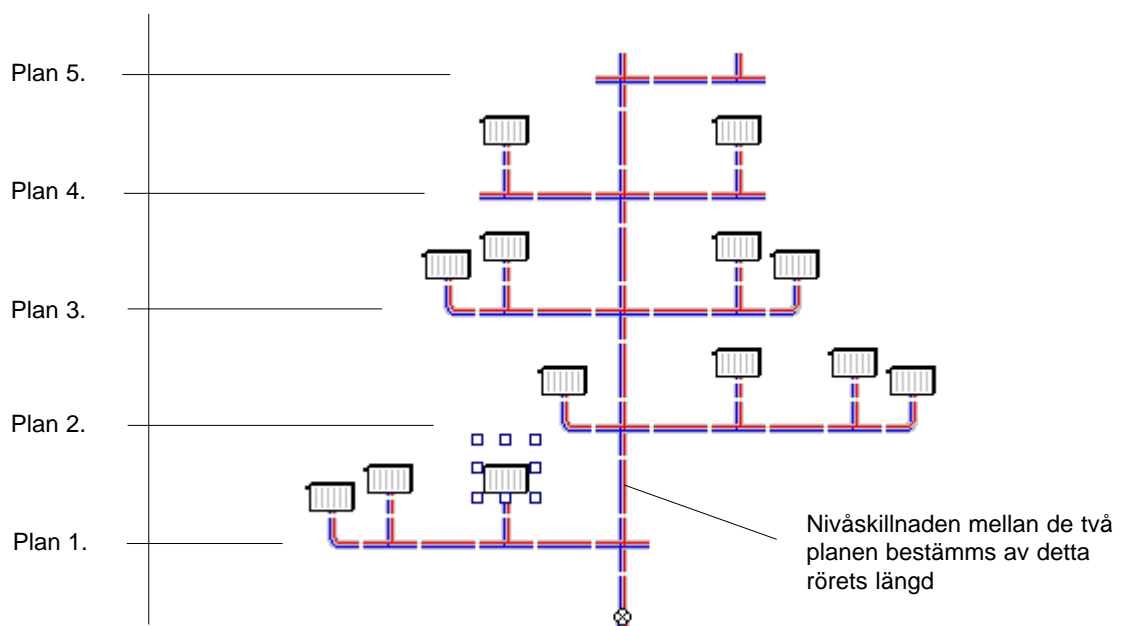 Plan 5.
Plan 4.
Plan 3.
Plan 2.
Plan 1.
Nivåskillnaden mellan de två
planen bestämms av detta
rörets längd